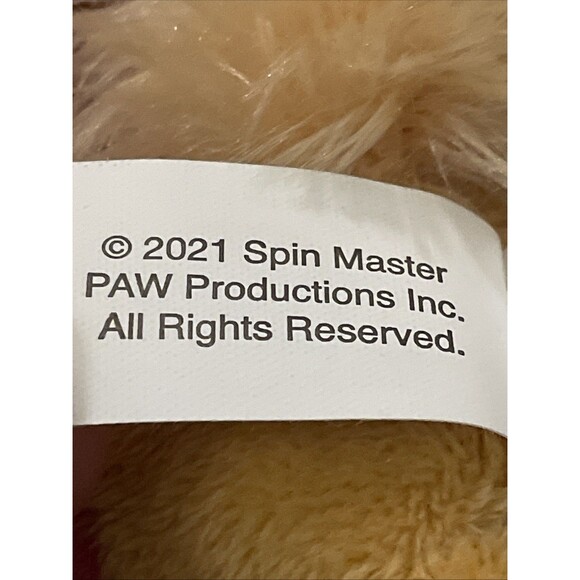 © 2021 Spin Master
PAW Productions Inc.
All Rights Reserved.